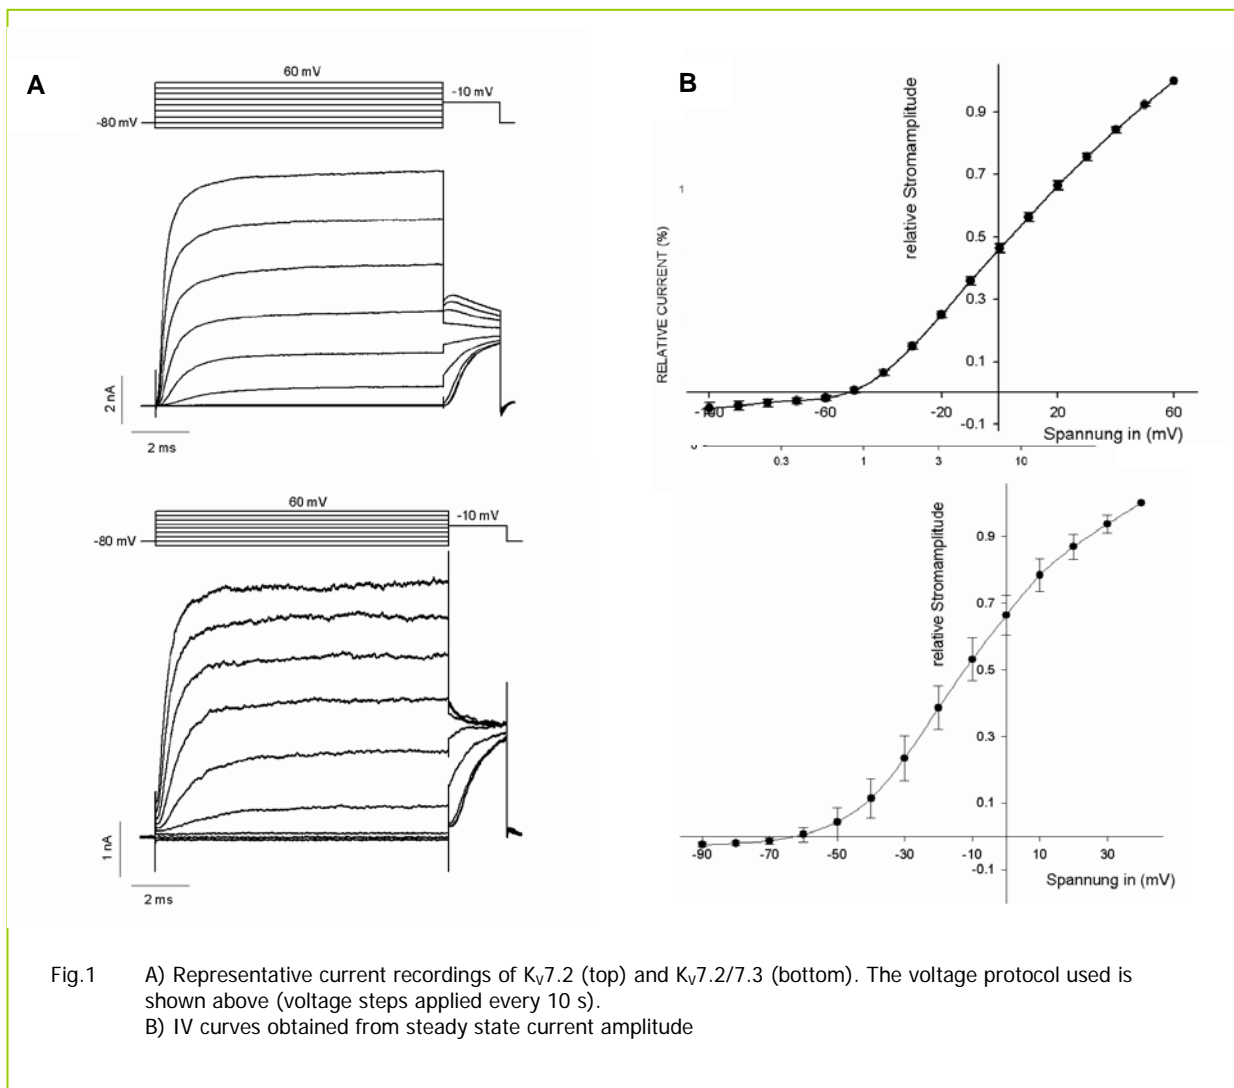 A
60 mV
-10 mV
-80 mV
2 nA
2 ms
B
relative Stromamplitude
0.9
0.7
0.5
0.3
0.1
-0.1
-60
-20
20
60
Spannung in (mV)
1
RELATIVE CURRENT (%)
0.3
1
3
10
60 mV
-10 mV
-80 mV
1 nA
2 ms
relative Stromamplitude
0.9
0.7
0.5
0.3
0.1
-0.1
-90
-70
-50
-30
-10
10
30
Spannung in (mV)
Fig.1 A) Representative current recordings of KV7.2 (top) and KV7.2/7.3 (bottom). The voltage protocol used is
shown above (voltage steps applied every 10 s).
B) IV curves obtained from steady state current amplitude